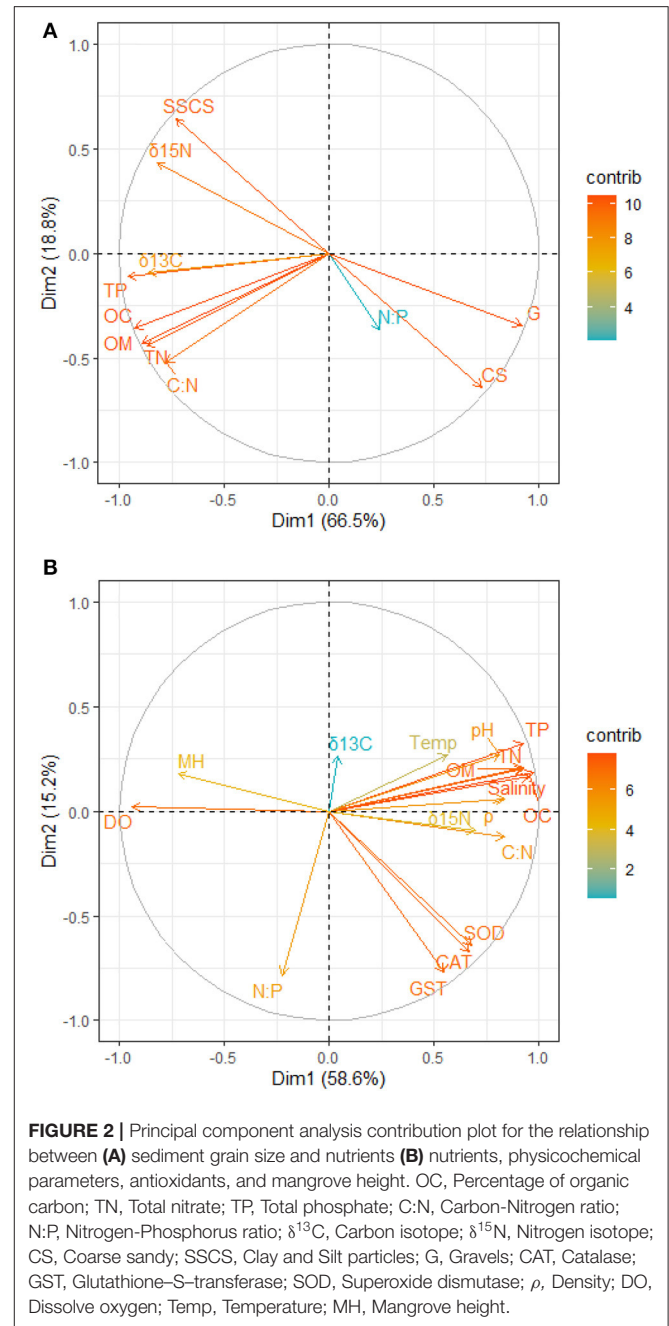 A
1.0
0.5
0.0
-0.5
-1.0
Dim2 (18.8%)
SSCS
δ15N
δ13C
TP
OC
OM
TN
C:N
N:P
G
CS
-1.0 -0.5 0.0 0.5 1.0
Dim1 (66.5%)
contrib
10
8
6
4
B
1.0
0.5
0.0
-0.5
-1.0
Dim2 (15.2%)
MH
DO
δ13C
Temp
pH
TP
TN
OM
Salinity
OC
δ15N p
C:N
SOD
CAT
GST
N:P
-1.0 -0.5 0.0 0.5 1.0
Dim1 (58.6%)
contrib
6
4
2
FIGURE 2 | Principal component analysis contribution plot for the relationship
between (A) sediment grain size and nutrients (B) nutrients, physicochemical
parameters, antioxidants, and mangrove height. OC, Percentage of organic
carbon; TN, Total nitrate; TP, Total phosphate; C:N, Carbon-Nitrogen ratio;
N:P, Nitrogen-Phosphorus ratio; δ¹³C, Carbon isotope; δ¹⁵N, Nitrogen isotope;
CS, Coarse sandy; SSCS, Clay and Silt particles; G, Gravels; CAT, Catalase;
GST, Glutathione–S–transferase; SOD, Superoxide dismutase; ρ, Density; DO,
Dissolve oxygen; Temp, Temperature; MH, Mangrove height.